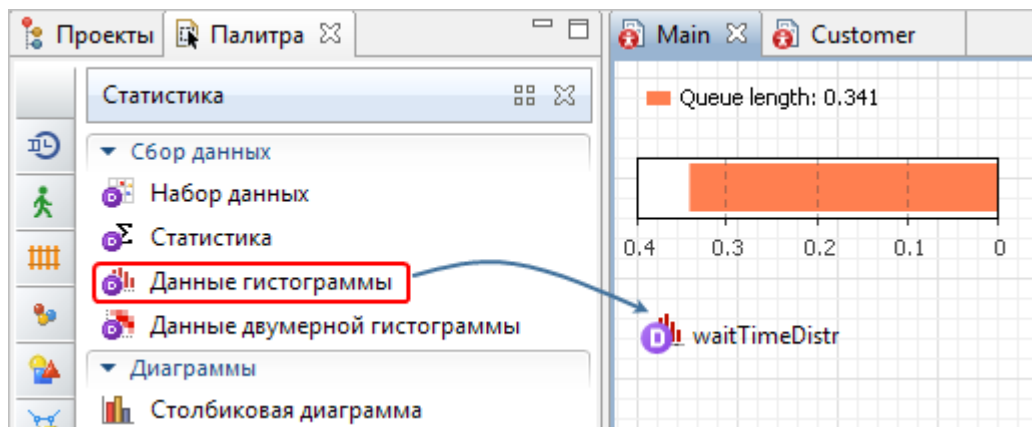 Проекты Палитра
Main Customer
Статистика
Queue length: 0.341
Сбор данных
Набор данных
Статистика
Данные гистограммы
Данные двумерной гистограммы
Диаграммы
Столбиковая диаграмма
0.4 0.3 0.2 0.1 0
waitTimeDistr